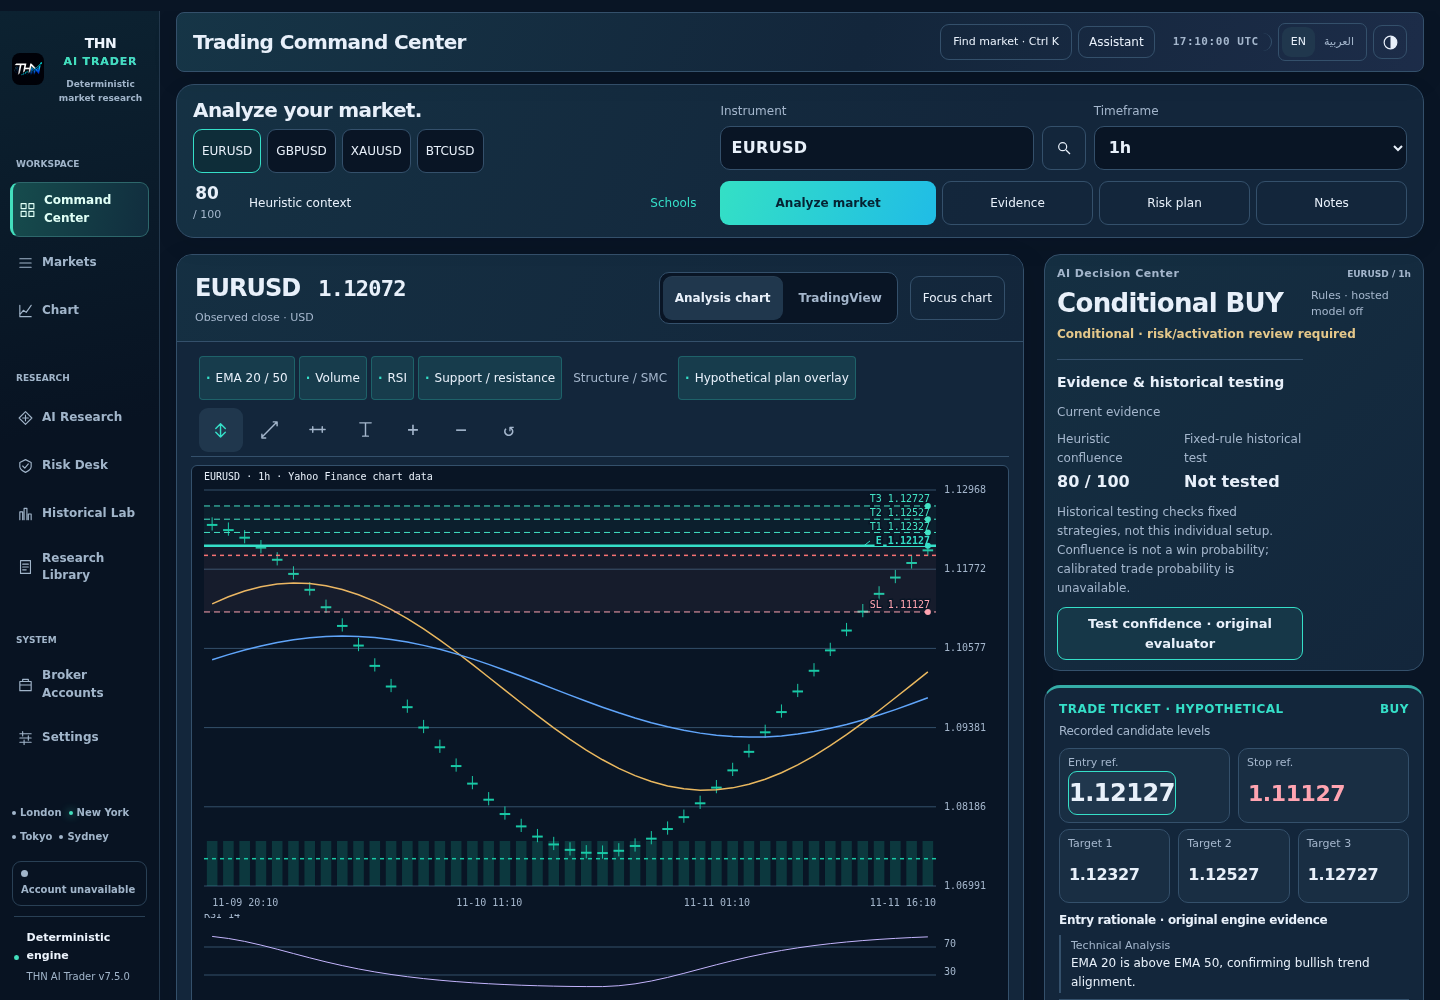 THN
AI TRADER
Deterministic
market research
WORKSPACE
Command
Center
Markets
Chart
RESEARCH
AI Research
Risk Desk
Historical Lab
Research
Library
SYSTEM
Broker
Accounts
Settings
London New York
Tokyo Sydney
Account unavailable
Deterministic
engine
THN AI Trader v7.5.0
Trading Command Center
Find market · Ctrl K
Assistant
17:10:00 UTC
EN
العربية
Analyze your market.
EURUSD GBPUSD XAUUSD BTCUSD
80
/ 100
Heuristic context
Schools
Instrument
EURUSD
Timeframe
1h
Analyze market Evidence Risk plan Notes
EURUSD 1.12072
Observed close · USD
Analysis chart TradingView Focus chart
· EMA 20 / 50 · Volume · RSI · Support / resistance Structure / SMC · Hypothetical plan overlay
+ − ↺
EURUSD · 1h · Yahoo Finance chart data
1.12968
T3 1.12727
T2 1.12527
T1 1.12327
E 1.12127
1.11772
SL 1.11127
1.10577
1.09381
1.08186
1.06991
11-09 20:10 11-10 11:10 11-11 01:10 11-11 16:10
RSI 14
70
30
AI Decision Center EURUSD / 1h
Conditional BUY
Rules · hosted
model off
Conditional · risk/activation review required
Evidence & historical testing
Current evidence
Heuristic
confluence
80 / 100
Fixed-rule historical
test
Not tested
Historical testing checks fixed
strategies, not this individual setup.
Confluence is not a win probability;
calibrated trade probability is
unavailable.
Test confidence · original
evaluator
TRADE TICKET · HYPOTHETICAL BUY
Recorded candidate levels
Entry ref.
1.12127
Stop ref.
1.11127
Target 1
1.12327
Target 2
1.12527
Target 3
1.12727
Entry rationale · original engine evidence
Technical Analysis
EMA 20 is above EMA 50, confirming bullish trend
alignment.